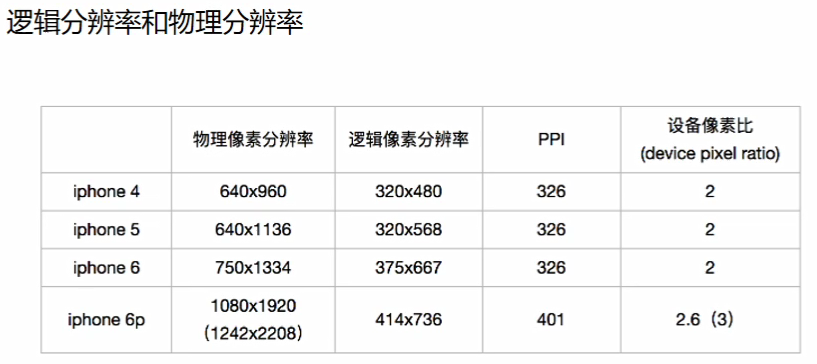 逻辑分辨率和物理分辨率
物理像素分辨率 逻辑像素分辨率 PPI 设备像素比
(device pixel ratio)
iphone 4 640x960 320x480 326 2
iphone 5 640x1136 320x568 326 2
iphone 6 750x1334 375x667 326 2
iphone 6p 1080x1920
(1242x2208) 414x736 401 2.6（3）